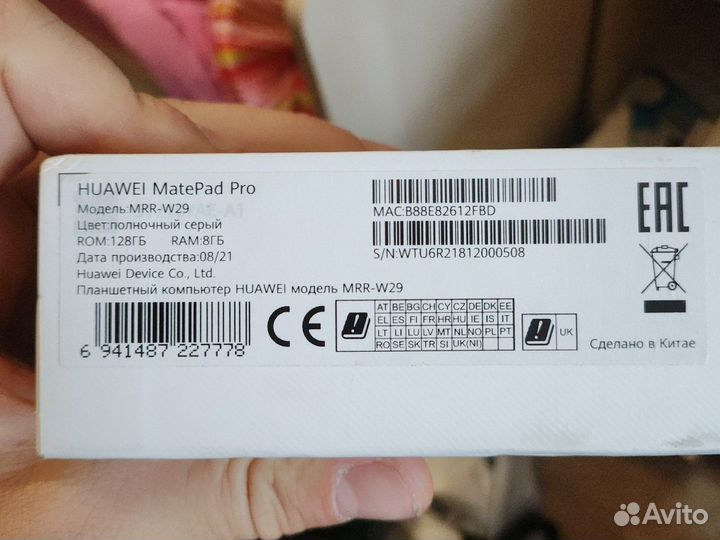 HUAWEI MatePad Pro
Модель:MRR-W29
Цвет:полночный серый
ROM:128ГБ RAM:8ГБ
Дата производства:08/21
Huawei Device Co., Ltd.
Планшетный компьютер HUAWEI модель MRR-W29
MAC:B88E82612FBD
S/N:WTU6R21812000508
EAC
6 941487 227778
CE
AT BE BG CH CY CZ DE DK EE
EL ES FI FR HR HU IE IS IT
LT LI LU LV MT NL NO PL PT
RO SE SK TR SI UK(NI)
UK
Сделано в Китае
Avito